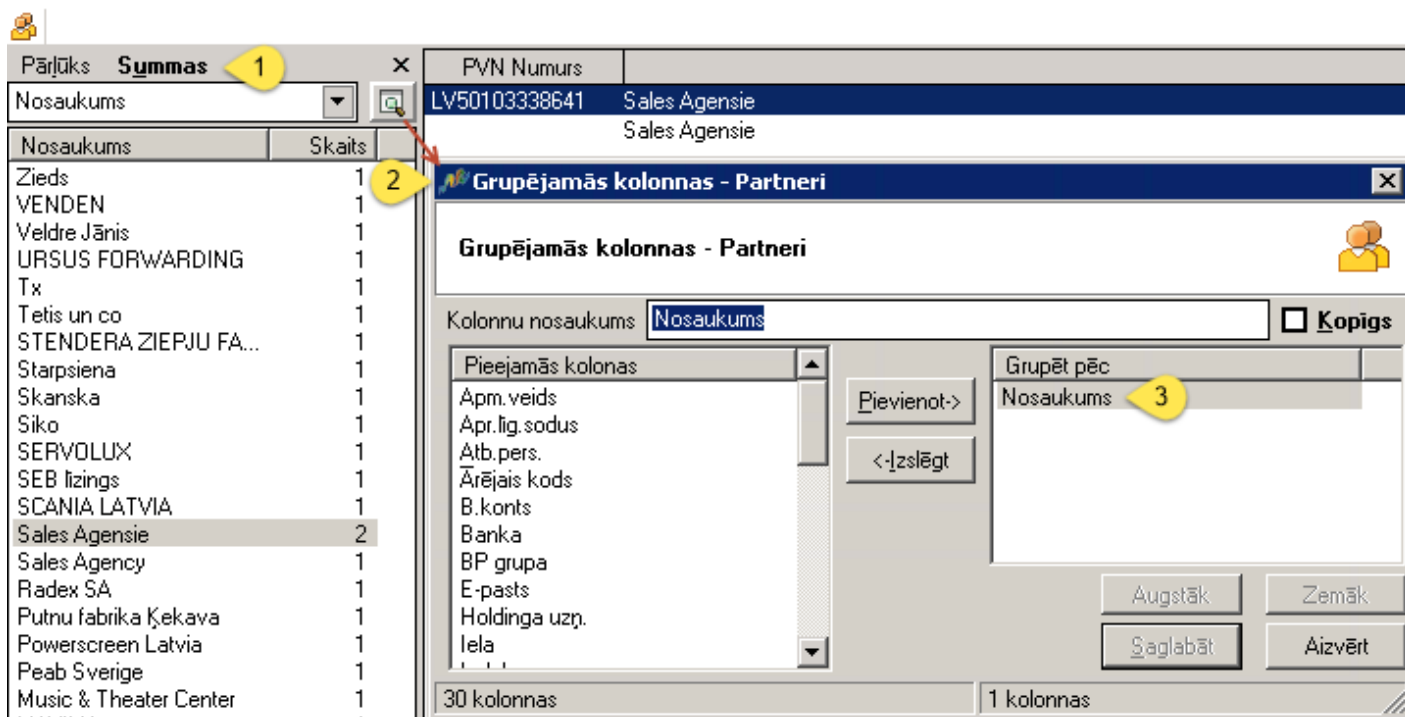 Pārlūks Summas 1
Nosaukums
Nosaukums Skaits
Zieds 1
VENDEN 1
Veldre Jānis 1
URSUS FORWARDING 1
Tx 1
Tetis un co 1
STENDERA ZIEPJU FA... 1
Starpsiena 1
Skanska 1
Siko 1
SERVOLUX 1
SEB līzings 1
SCANIA LATVIA 1
Sales Agensie 2
Sales Agency 1
Radex SA 1
Putnu fabrika Ķekava 1
Powerscreen Latvia 1
Peab Sverige 1
Music & Theater Center 1
PVN Numurs
LV50103338641 Sales Agensie
Sales Agensie
2 Grupējamās kolonnas - Partneri
Grupējamās kolonnas - Partneri
Kolonnu nosaukums Nosaukums Kopīgs
Pieejamās kolonas
Apm.veids
Apr.līg.sodus
Atb.pers.
Ārējais kods
B.konts
Banka
BP grupa
E-pasts
Holdinga uzņ.
Iela
Pievienot->
<-Izslēgt
Grupēt pēc
Nosaukums 3
Augstāk Zemāk
Saglabāt Aizvērt
30 kolonnas 1 kolonnas